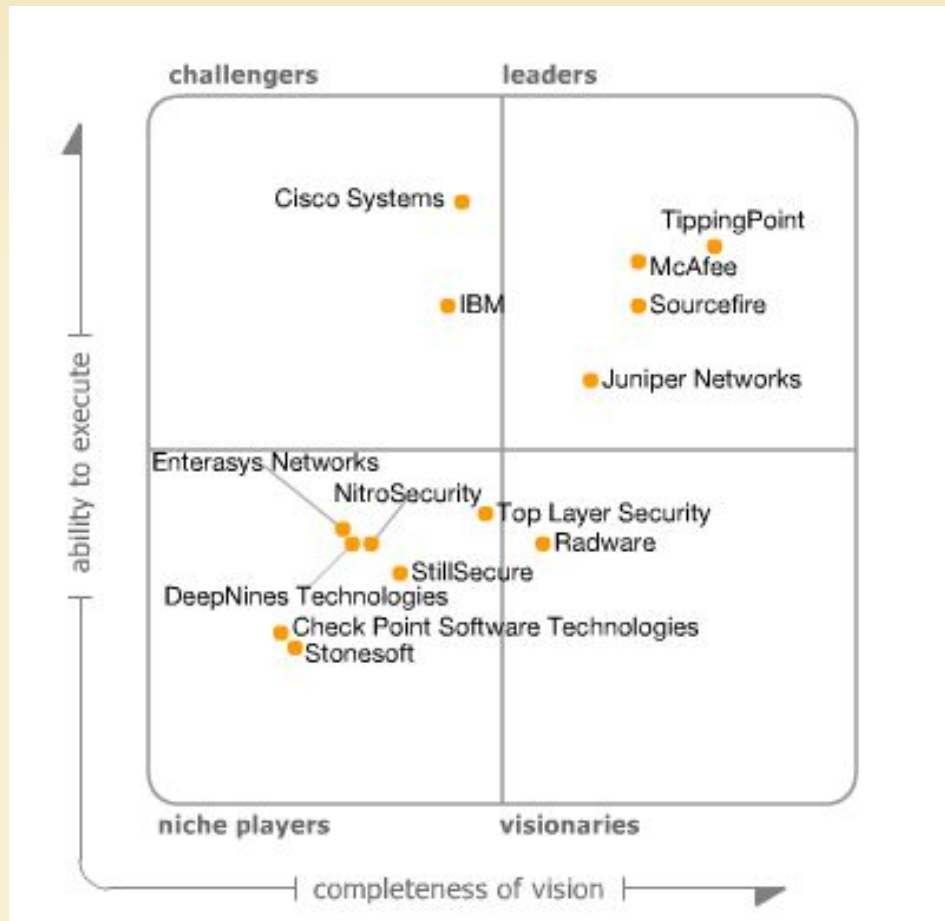 challengers
leaders
Cisco Systems
TippingPoint
McAfee
IBM
Sourcefire
Juniper Networks
ability to execute
Enterasys Networks
NitroSecurity
Top Layer Security
Radware
StillSecure
DeepNines Technologies
Check Point Software Technologies
Stonesoft
niche players
visionaries
completeness of vision